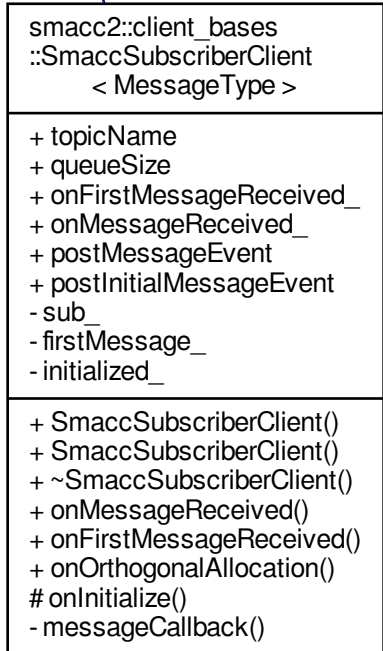 smacc2::client_bases
::SmaccSubscriberClient
< MessageType >
+ topicName
+ queueSize
+ onFirstMessageReceived_
+ onMessageReceived_
+ postMessageEvent
+ postInitialMessageEvent
- sub_
- firstMessage_
- initialized_
+ SmaccSubscriberClient()
+ SmaccSubscriberClient()
+ ~SmaccSubscriberClient()
+ onMessageReceived()
+ onFirstMessageReceived()
+ onOrthogonalAllocation()
# onInitialize()
- messageCallback()